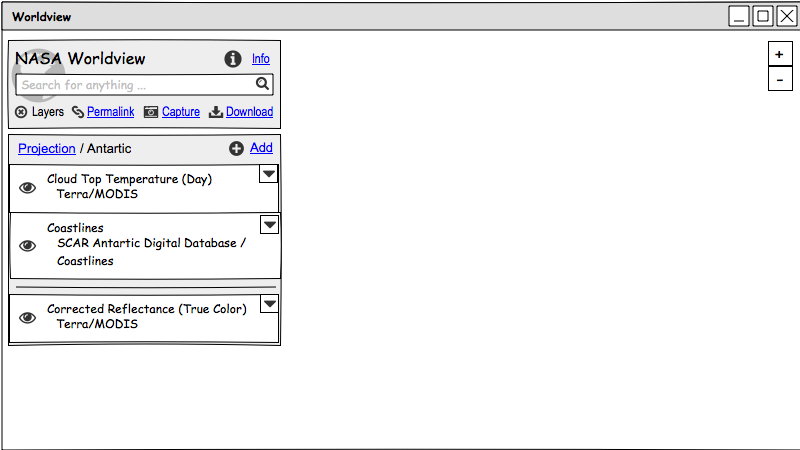 Worldview
NASA Worldview
Info
Search for anything ...
Layers Permalink Capture Download
Projection / Antartic
Add
Cloud Top Temperature (Day)
Terra/MODIS
Coastlines
SCAR Antartic Digital Database /
Coastlines
Corrected Reflectance (True Color)
Terra/MODIS
+
-